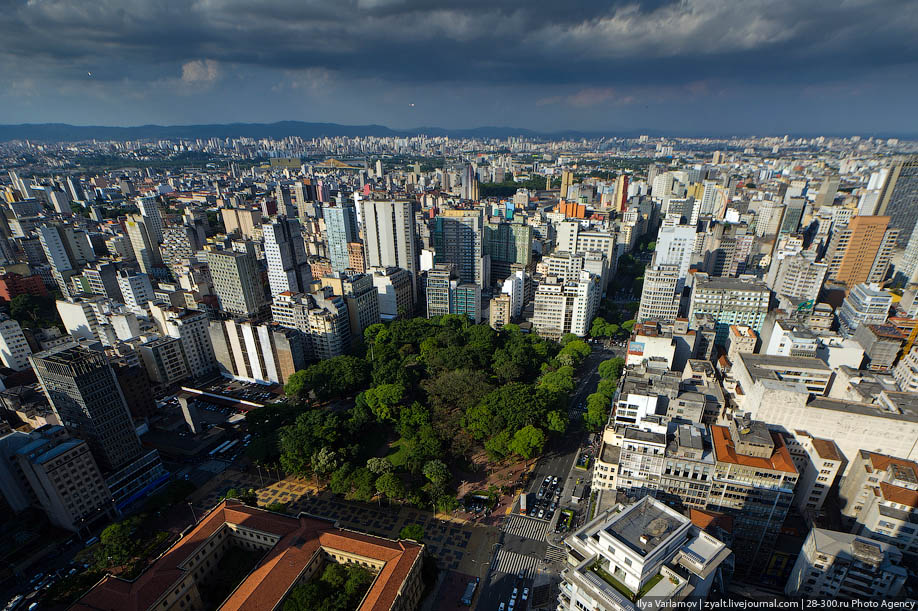 Ilya Varlamov | zyalt.livejournal.com | 28-300.ru Photo Agency